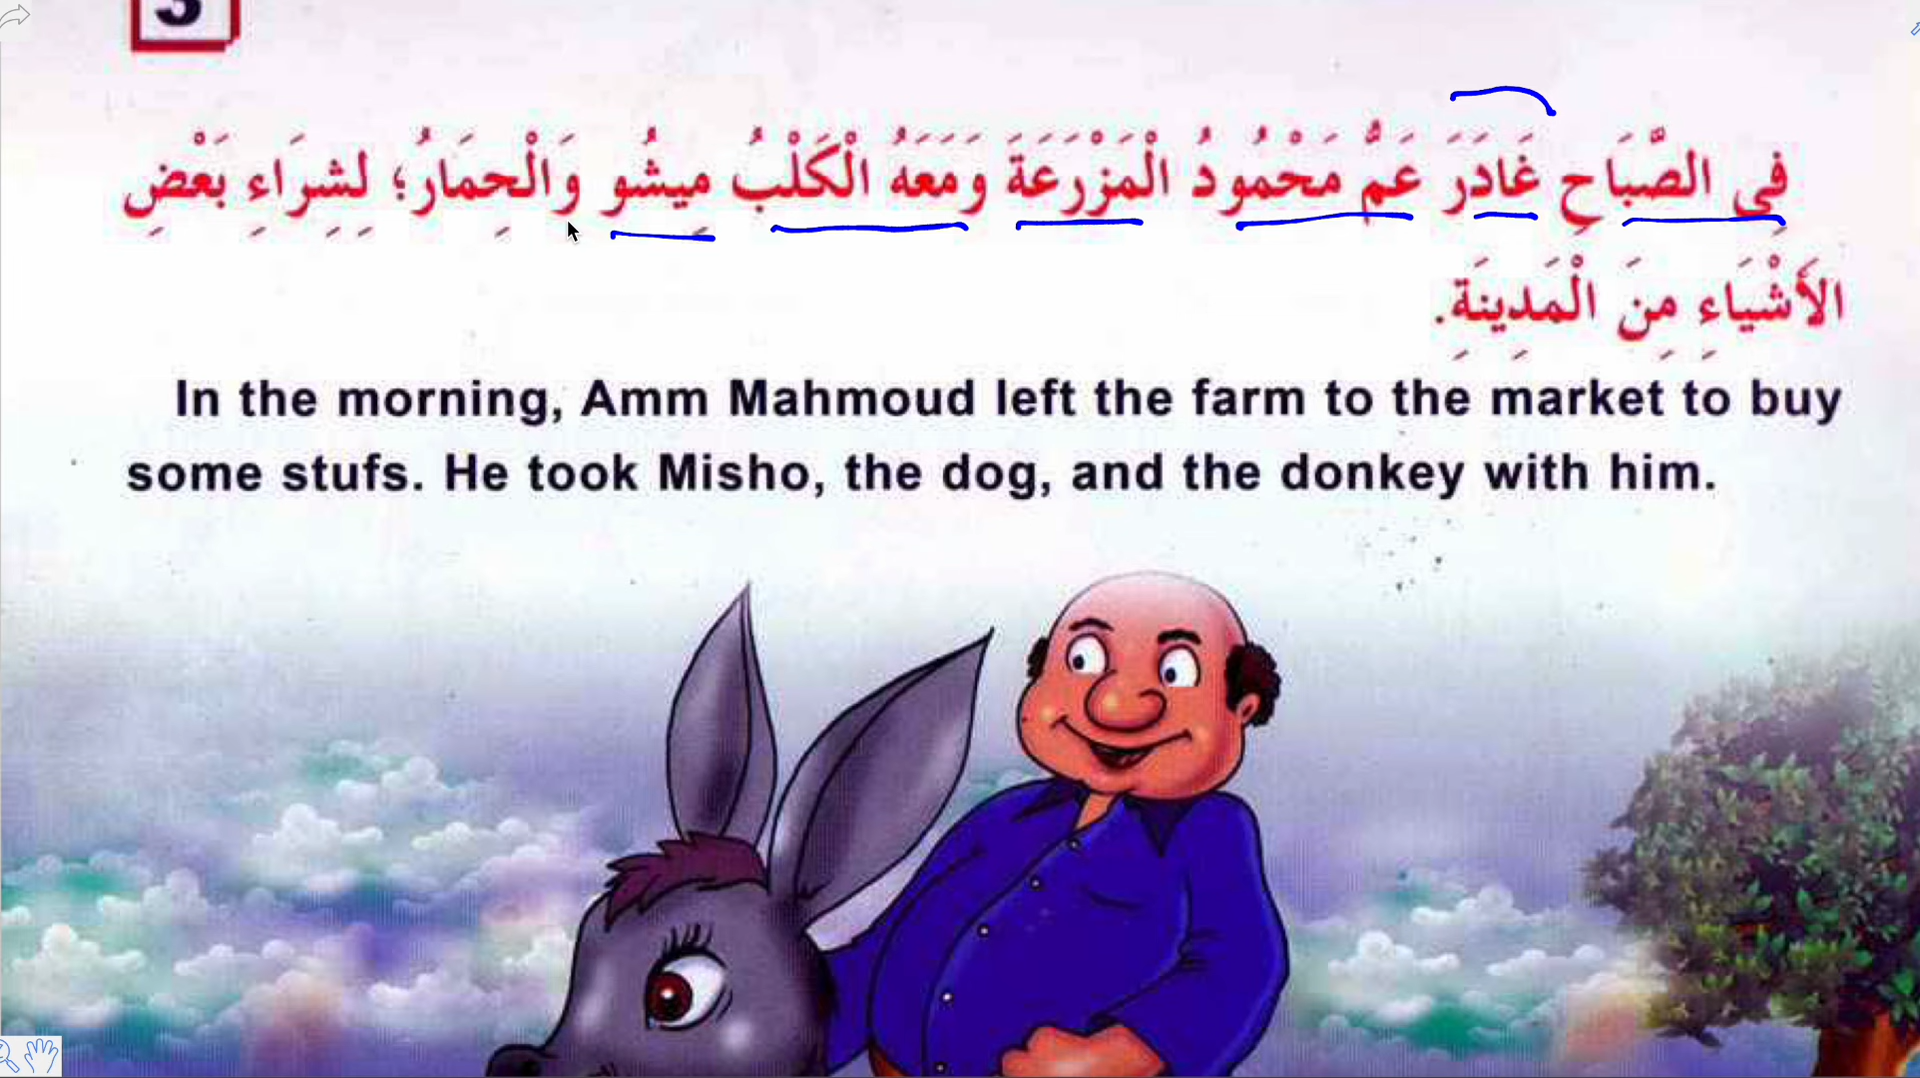 3
فِي الصَّبَاحِ غَادَرَ عَمُّ مَحْمُودُ الْمَزْرَعَةَ وَمَعَهُ الْكَلْبُ مِيشُو وَالْحِمَارُ؛ لِشِرَاءِ بَعْضِ
الأَشْيَاءِ مِنَ الْمَدِينَةِ.
In the morning, Amm Mahmoud left the farm to the market to buy
some stufs. He took Misho, the dog, and the donkey with him.